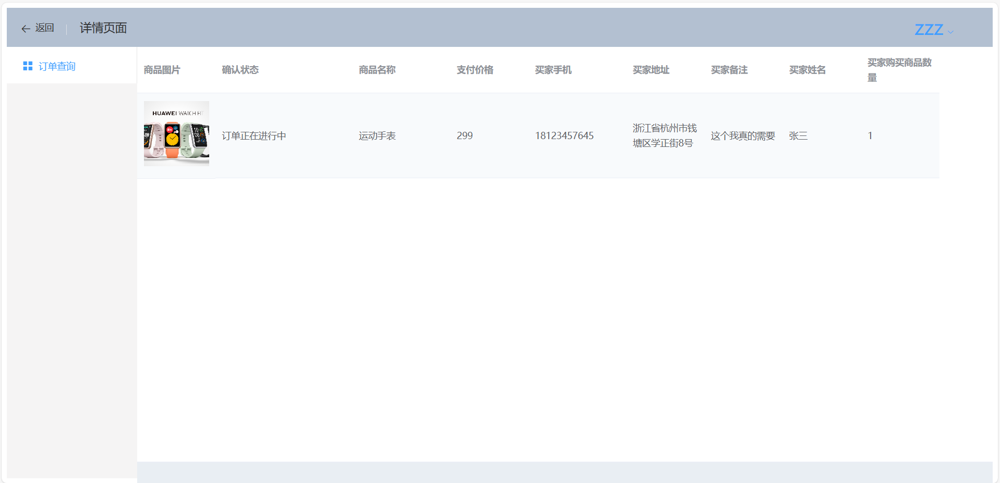 返回
详情页面
ZZZ
订单查询
商品图片 确认状态 商品名称 支付价格 买家手机 买家地址 买家备注 买家姓名 买家购买商品数
量
HUAWEI WATCH FIT
订单正在进行中 运动手表 299 18123457645 浙江省杭州市钱
塘区学正街8号 这个我真的需要 张三 1